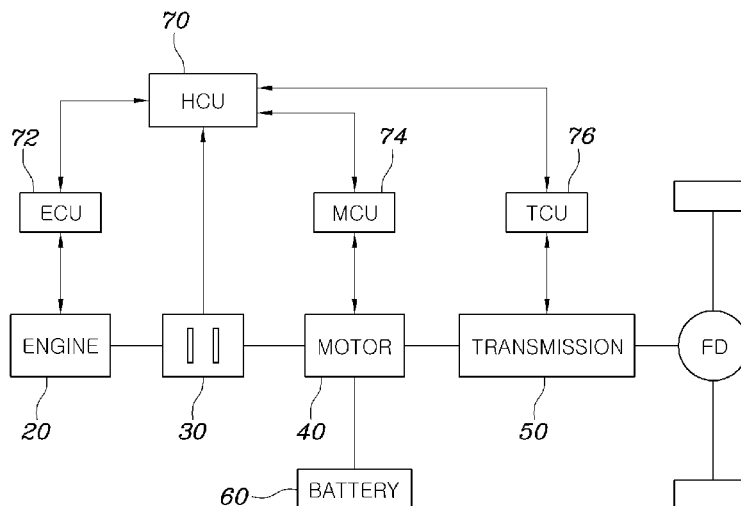 70
HCU
72
74
76
ECU
MCU
TCU
ENGINE
MOTOR
TRANSMISSION
FD
20
30
40
50
60
BATTERY